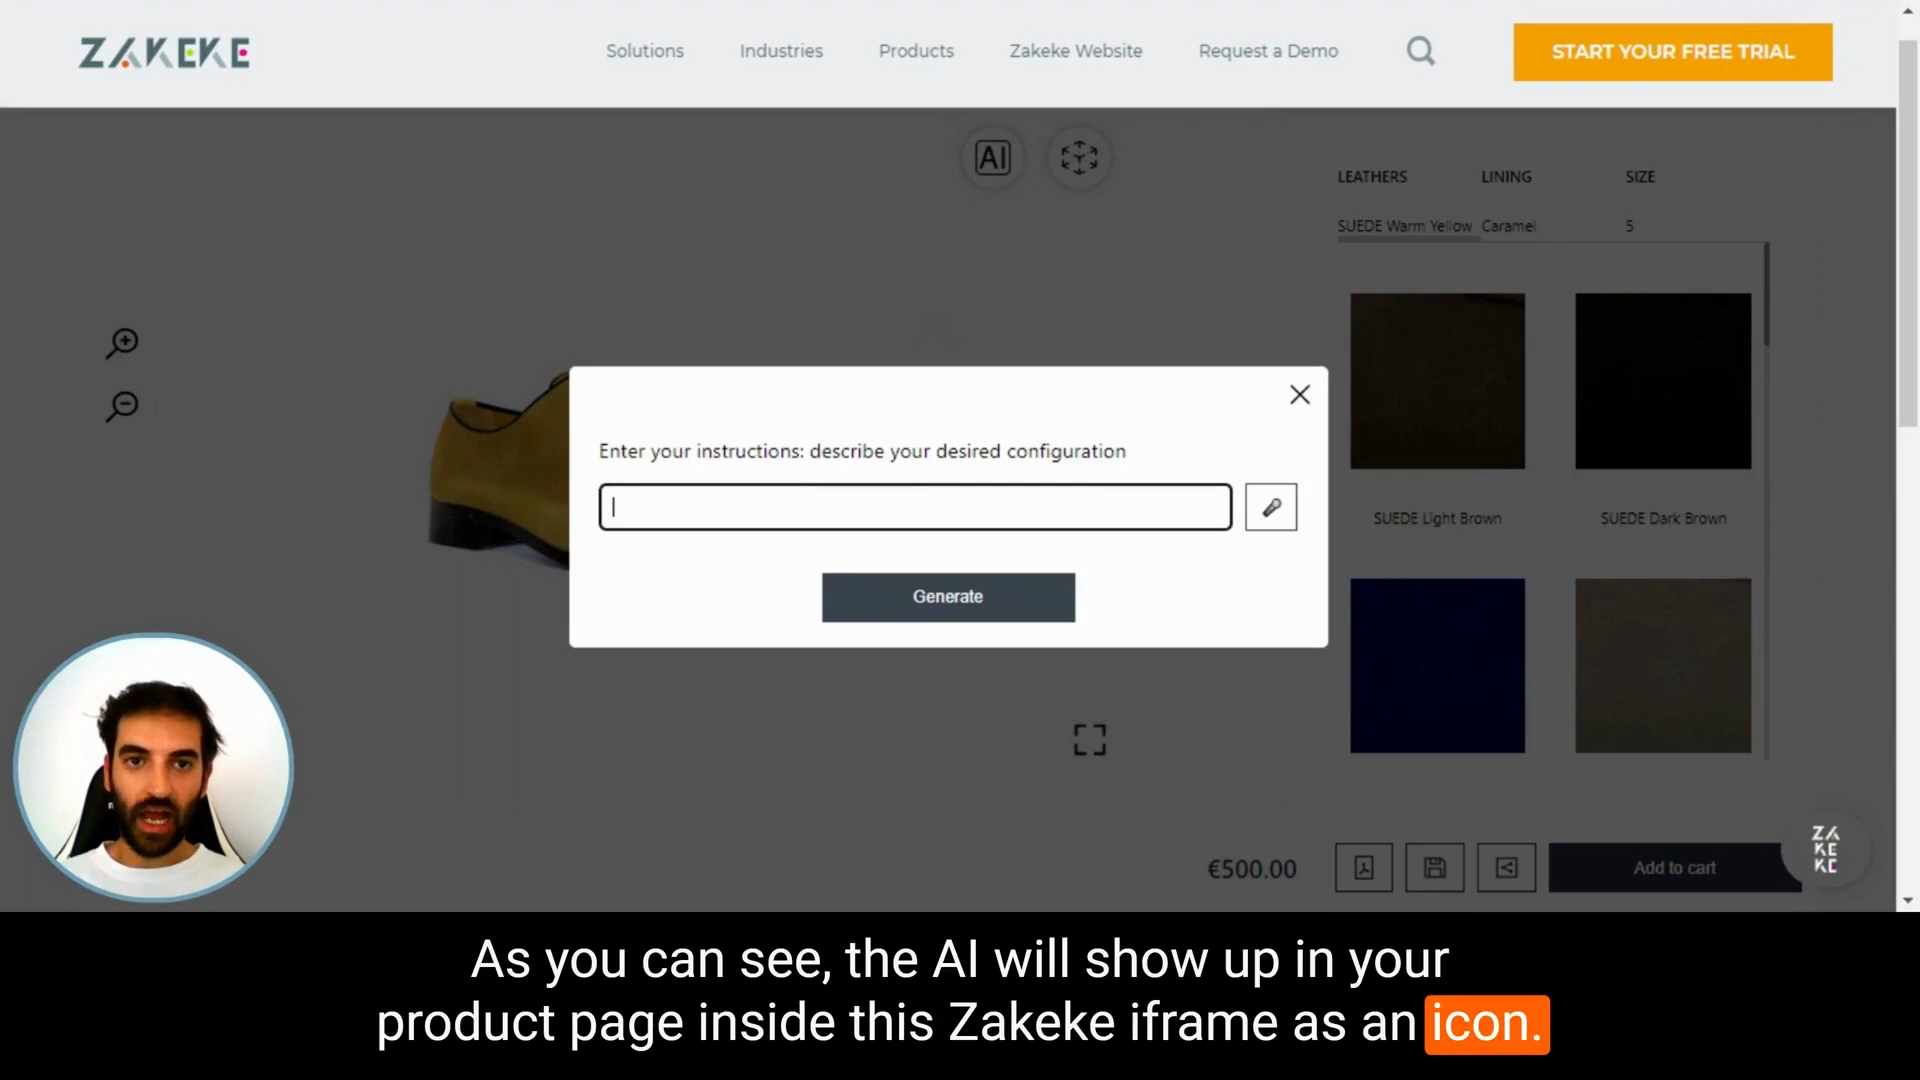 ZAKEKE
Solutions
Industries
Products
Zakeke Website
Request a Demo
START YOUR FREE TRIAL
AI
LEATHERS
LINING
SIZE
SUEDE Warm Yellow
Caramel
5
Enter your instructions: describe your desired configuration
Generate
SUEDE Light Brown
SUEDE Dark Brown
€500.00
Add to cart
ZA
KE
KE
As you can see, the AI will show up in your
product page inside this Zakeke iframe as an icon.